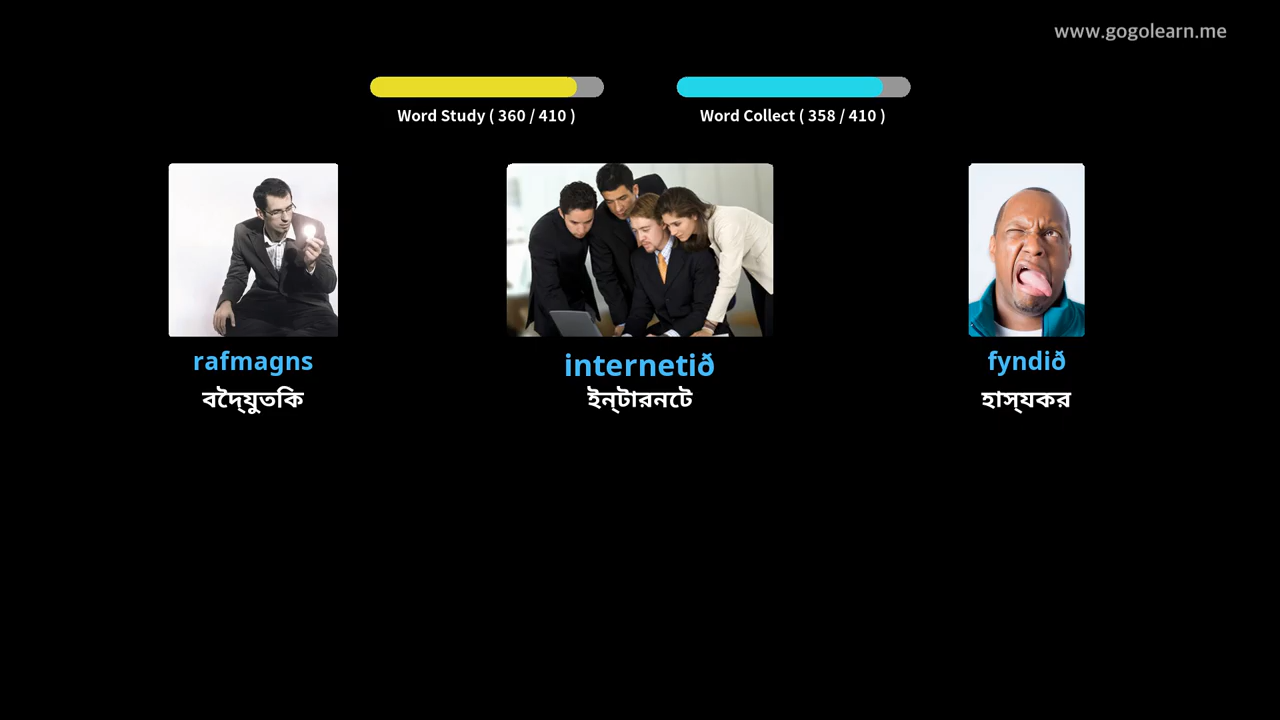 www.gogolearn.me
Word Study ( 360 / 410 )
Word Collect ( 358 / 410 )
rafmagns
internetið
fyndið
বৈদ্যুতিক
ইন্টারনেট
হাস্যকর